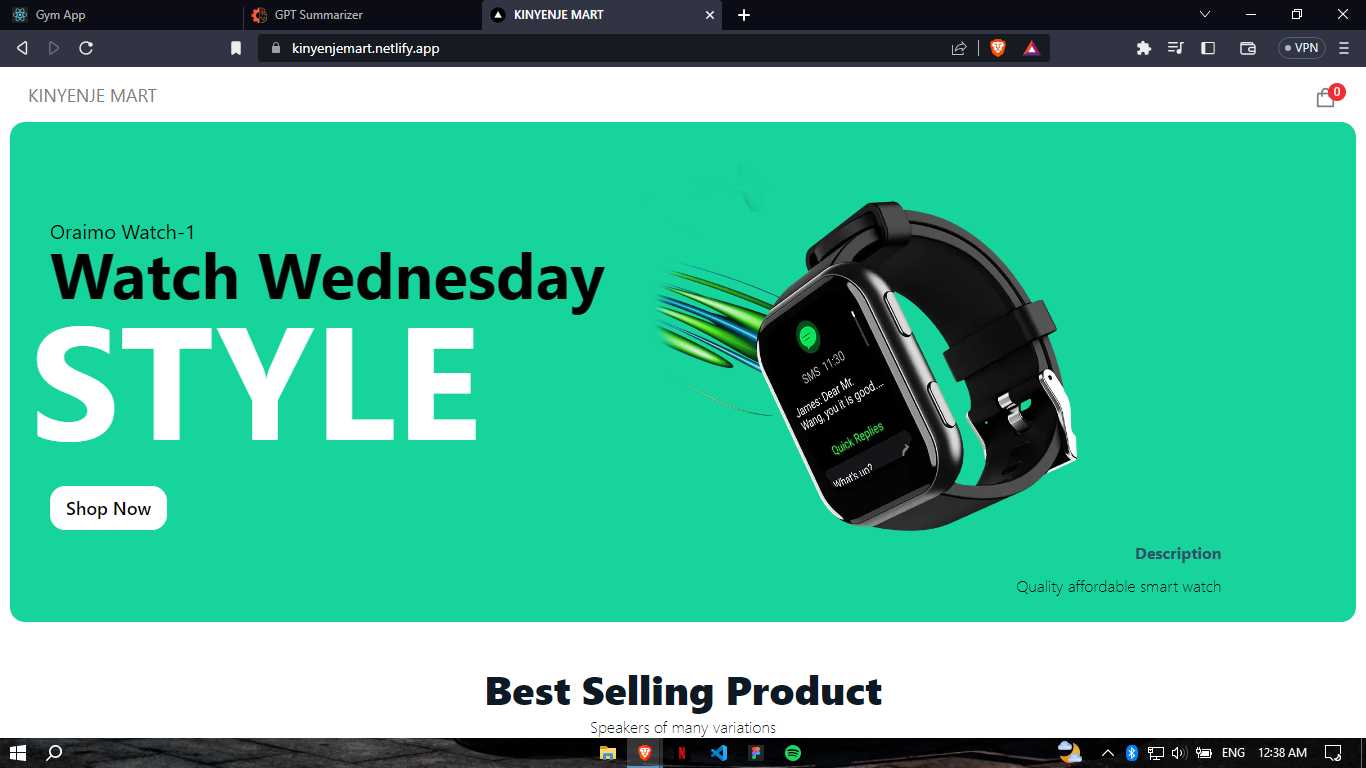 Gym App
GPT Summarizer
KINYENJE MART
kinyenjemart.netlify.app
VPN
KINYENJE MART
0
Oraimo Watch-1
Watch Wednesday
STYLE
Shop Now
SMS 11:30
James: Dear Mr.
Wang, you it is good....
Quick Replies
What's up?
Description
Quality affordable smart watch
Best Selling Product
Speakers of many variations
ENG
12:38 AM